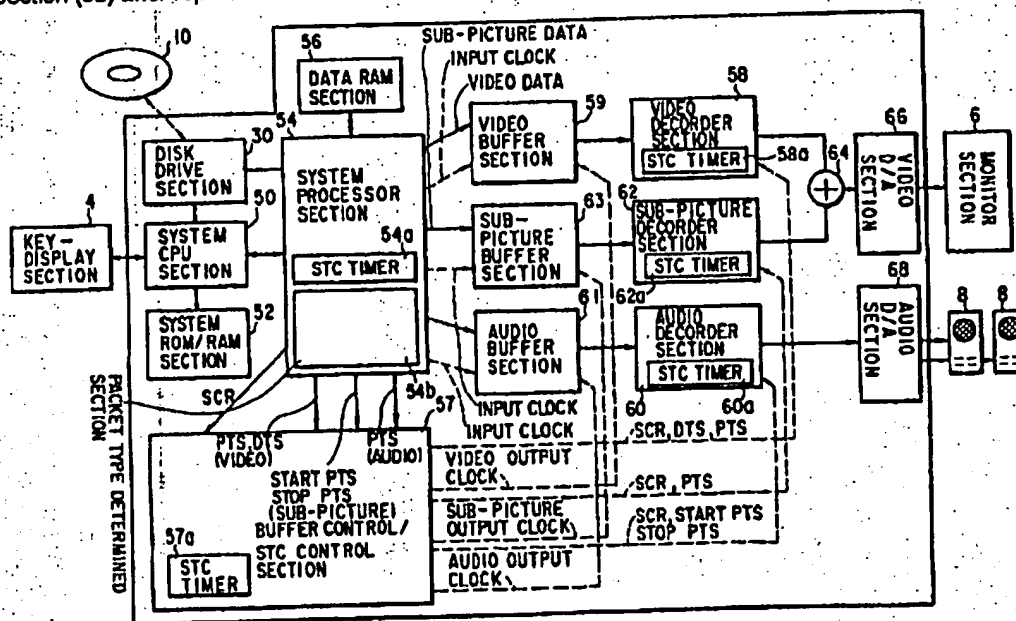 10
56
DATA RAM
SECTION
SUB-PICTURE DATA
INPUT CLOCK
VIDEO DATA
54
30
DISK
DRIVE
SECTION
50
SYSTEM
CPU
SECTION
4
KEY-
DISPLAY
SECTION
52
SYSTEM
ROM/RAM
SECTION
SYSTEM
PROCESSOR
SECTION
54a
STC TIMER
54b
59
VIDEO
BUFFER
SECTION
63
SUB-
PICTURE
BUFFER
SECTION
61
AUDIO
BUFFER
SECTION
INPUT CLOCK
INPUT CLOCK
58
VIDEO
DECORDER
SECTION
STC TIMER
58a
62
SUB-PICTURE
DECORDER
SECTION
STC TIMER
62a
AUDIO
DECORDER
SECTION
STC TIMER
60
60a
64
66
VIDEO
D/A
SECTION
6
MONITOR
SECTION
68
AUDIO
D/A
SECTION
8
8
PACKET TYPE DETERMINED
SECTION
SCR
PTS,DTS
(VIDEO)
PTS
(AUDIO)
57
START PTS
STOP PTS
(SUB-PICTURE)
BUFFER CONTROL/
STC CONTROL
SECTION
57a
STC
TIMER
SCR,DTS,PTS
VIDEO OUTPUT
CLOCK
SCR,PTS
SUB-PICTURE
OUTPUT CLOCK
SCR,START PTS
STOP PTS
AUDIO OUTPUT
CLOCK